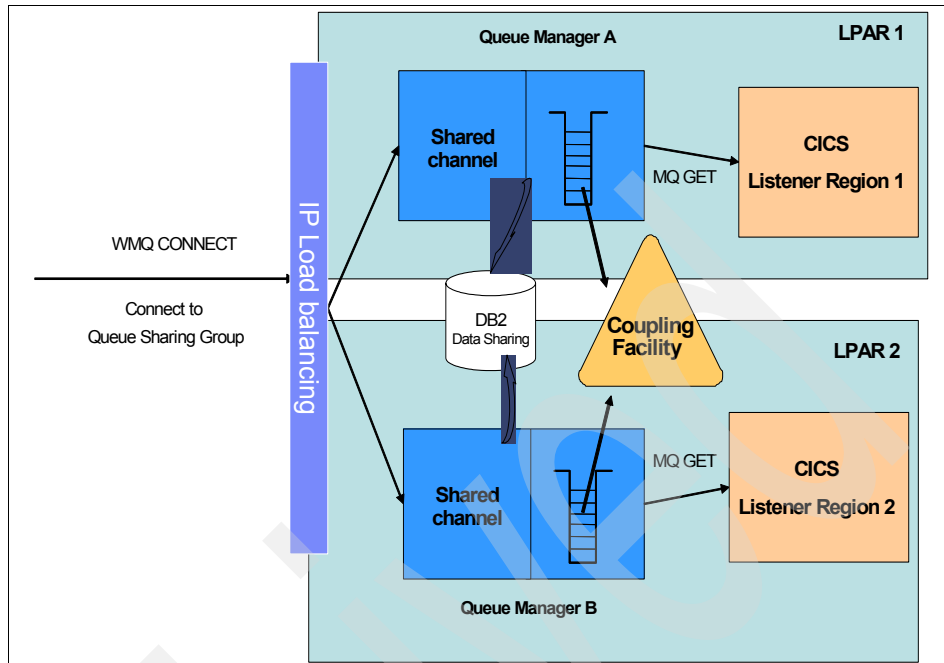 Queue Manager A
LPAR 1
Shared
channel
MQ GET
CICS
Listener Region 1
IP Load balancing
WMQ CONNECT
Connect to
Queue Sharing Group
DB2
Data Sharing
Coupling
Facility
LPAR 2
Shared
channel
MQ GET
CICS
Listener Region 2
Queue Manager B